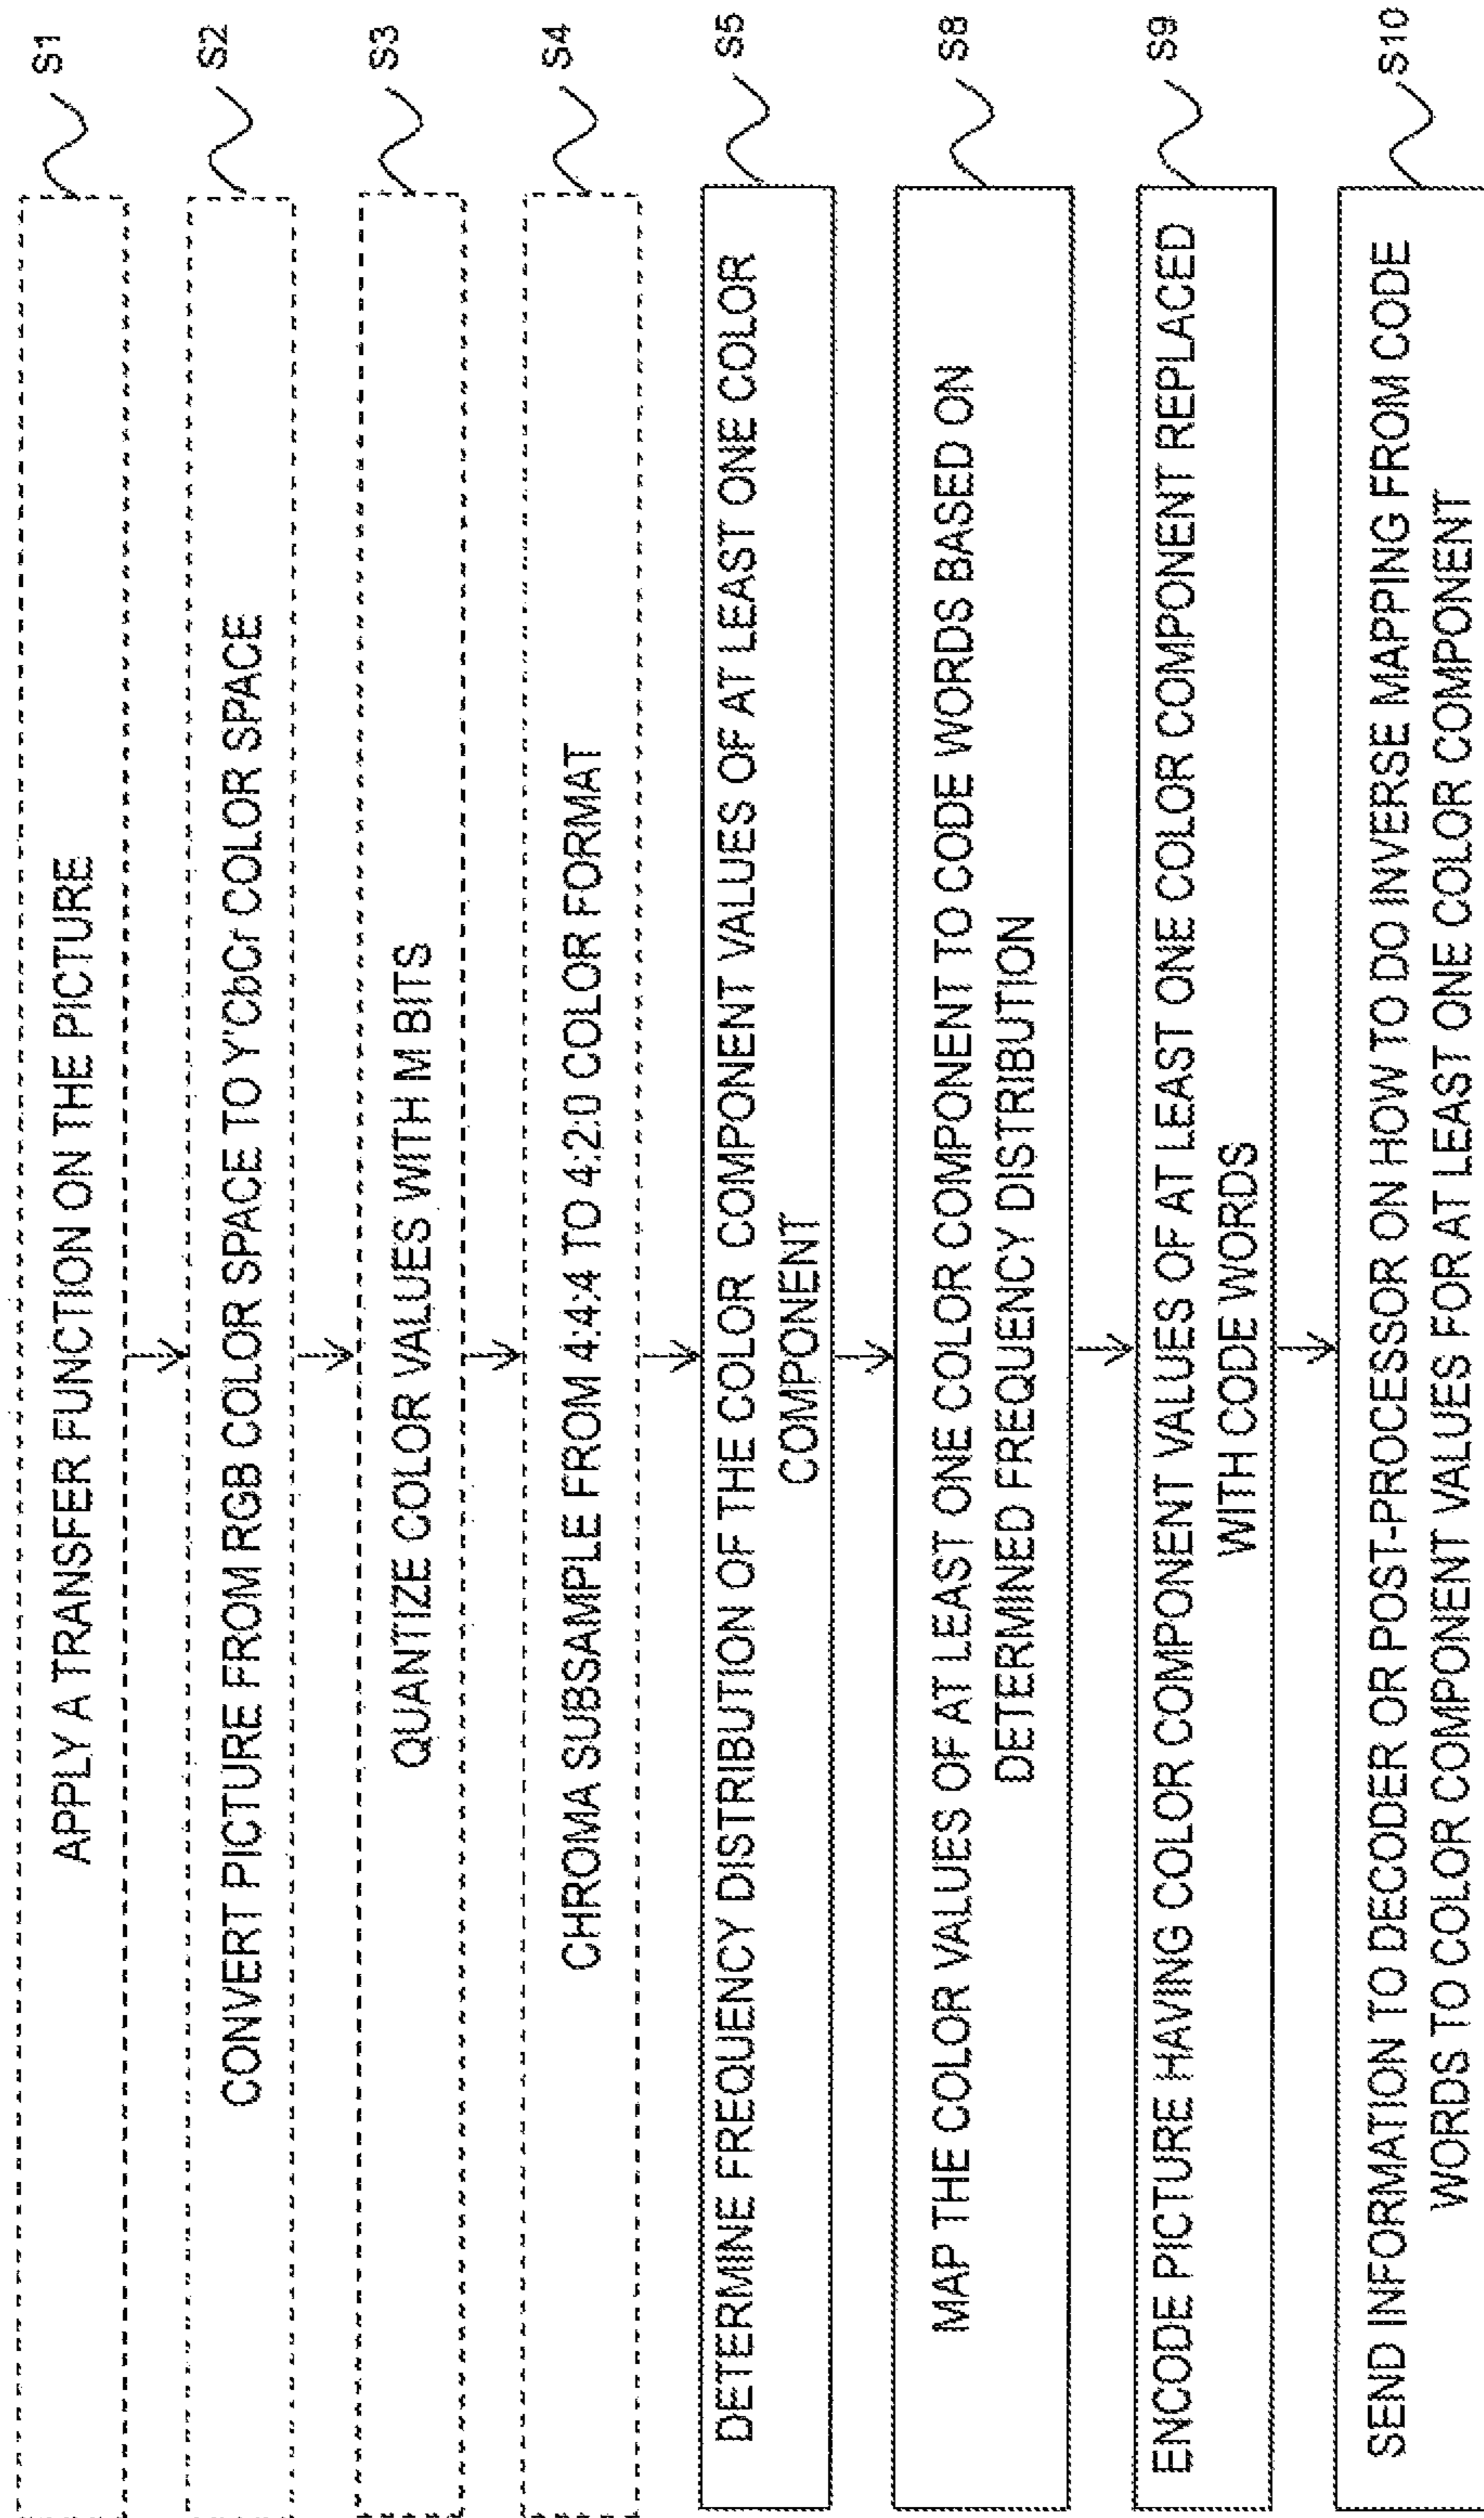 APPLY A TRANSFER FUNCTION ON THE PICTURE
S1
CONVERT PICTURE FROM RGB COLOR SPACE TO Y'CbCr COLOR SPACE
S2
QUANTIZE COLOR VALUES WITH M BITS
S3
CHROMA SUBSAMPLE FROM 4:4:4 TO 4:2:0 COLOR FORMAT
S4
DETERMINE FREQUENCY DISTRIBUTION OF THE COLOR COMPONENT VALUES OF AT LEAST ONE COLOR
COMPONENT
S5
MAP THE COLOR VALUES OF AT LEAST ONE COLOR COMPONENT TO CODE WORDS BASED ON
DETERMINED FREQUENCY DISTRIBUTION
S8
ENCODE PICTURE HAVING COLOR COMPONENT VALUES OF AT LEAST ONE COLOR COMPONENT REPLACED
WITH CODE WORDS
S9
SEND INFORMATION TO DECODER OR POST-PROCESSOR ON HOW TO DO INVERSE MAPPING FROM CODE
WORDS TO COLOR COMPONENT VALUES FOR AT LEAST ONE COLOR COMPONENT
S10